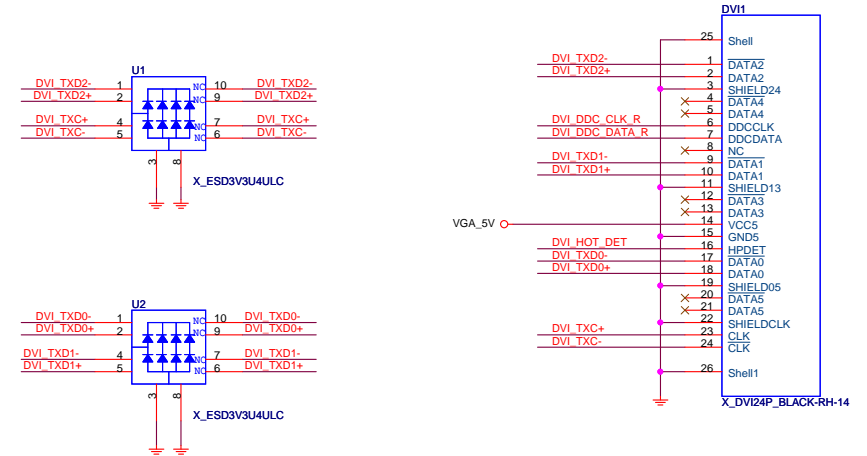 U1
DVI_TXD2- 1 NC 10 DVI_TXD2-
DVI_TXD2+ 2 NC 9 DVI_TXD2+
DVI_TXC+ 4 NC 7 DVI_TXC+
DVI_TXC- 5 NC 6 DVI_TXC-
3 8
X_ESD3V3U4ULC
U2
DVI_TXD0- 1 NC 10 DVI_TXD0-
DVI_TXD0+ 2 NC 9 DVI_TXD0+
DVI_TXD1- 4 NC 7 DVI_TXD1-
DVI_TXD1+ 5 NC 6 DVI_TXD1+
3 8
X_ESD3V3U4ULC
DVI1
25 Shell
DVI_TXD2- 1 DATA2
DVI_TXD2+ 2 DATA2
3 SHIELD24
4 DATA4
5 DATA4
DVI_DDC_CLK_R 6 DDCCLK
DVI_DDC_DATA_R 7 DDCDATA
8 NC
DVI_TXD1- 9 DATA1
DVI_TXD1+ 10 DATA1
11 SHIELD13
12 DATA3
13 DATA3
VGA_5V 14 VCC5
15 GND5
DVI_HOT_DET 16 HPDET
DVI_TXD0- 17 DATA0
DVI_TXD0+ 18 DATA0
19 SHIELD05
20 DATA5
21 DATA5
22 SHIELDCLK
DVI_TXC+ 23 CLK
DVI_TXC- 24 CLK
26 Shell1
X_DVI24P_BLACK-RH-14